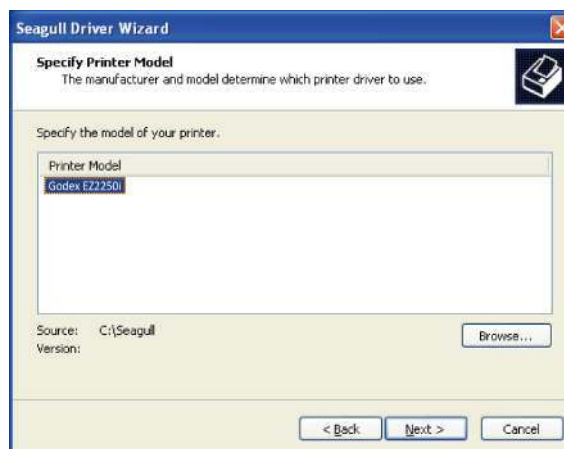 Seagull Driver Wizard
Specify Printer Model
The manufacturer and model determine which printer driver to use.
Specify the model of your printer.
Printer Model
Godex EZ2250i
Source: C:\Seagull
Version:
Browse...
< Back Next > Cancel